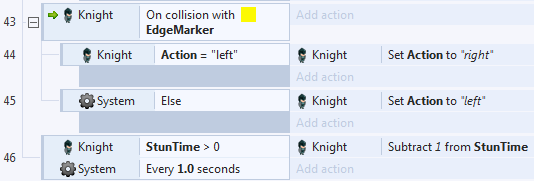 43 Knight On collision with Add action
EdgeMarker
44 Knight Action = "left" Knight Set Action to "right"
Add action
45 System Else Knight Set Action to "left"
Add action
Knight StunTime > 0 Knight Subtract 1 from StunTime
46 System Every 1.0 seconds Add action